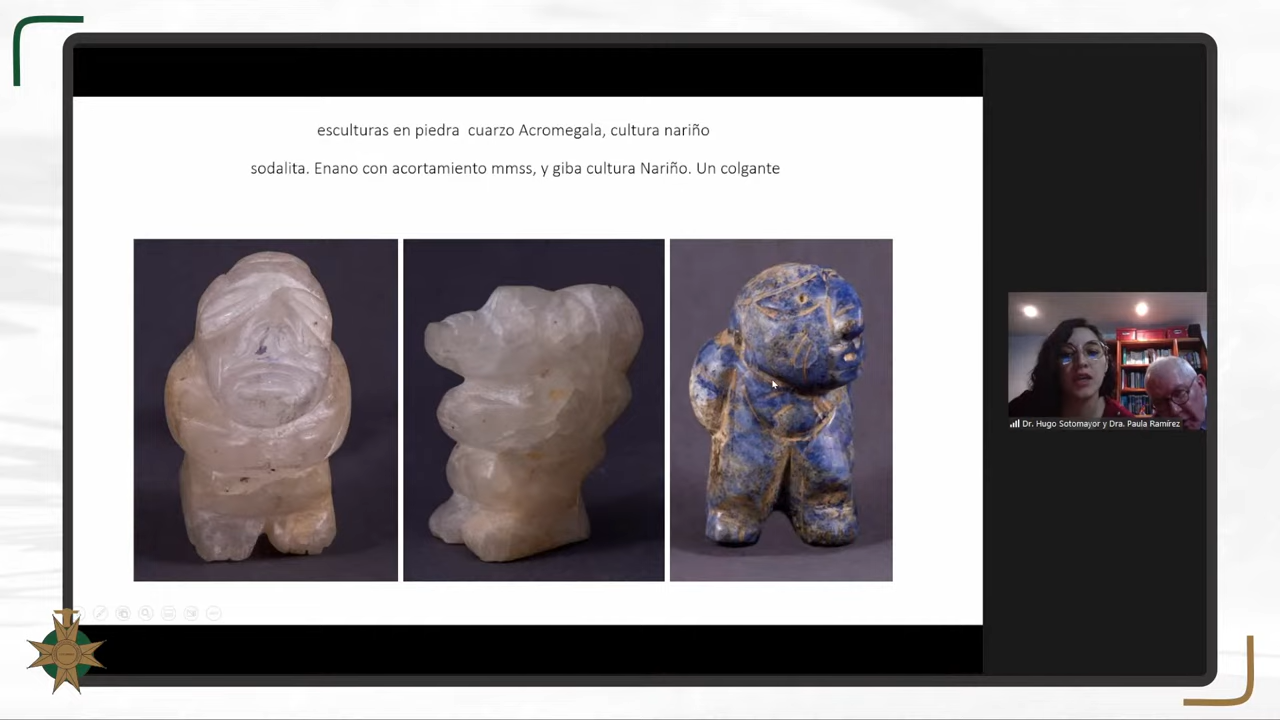 esculturas en piedra  cuarzo Acromegala, cultura nariño
sodalita. Enano con acortamiento mmss, y giba cultura Nariño. Un colgante
Dr. Hugo Sotomayor y Dra. Paula Ramírez